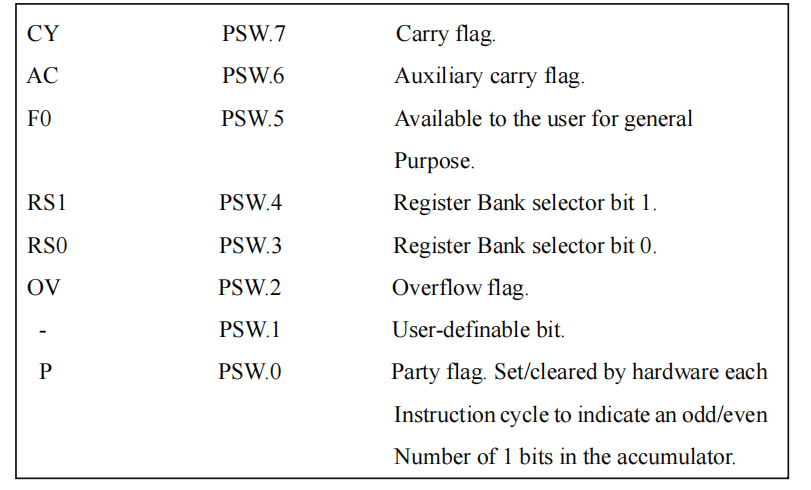 CY PSW.7 Carry flag.
AC PSW.6 Auxiliary carry flag.
F0 PSW.5 Available to the user for general
Purpose.
RS1 PSW.4 Register Bank selector bit 1.
RS0 PSW.3 Register Bank selector bit 0.
OV PSW.2 Overflow flag.
- PSW.1 User-definable bit.
P PSW.0 Party flag. Set/cleared by hardware each
Instruction cycle to indicate an odd/even
Number of 1 bits in the accumulator.